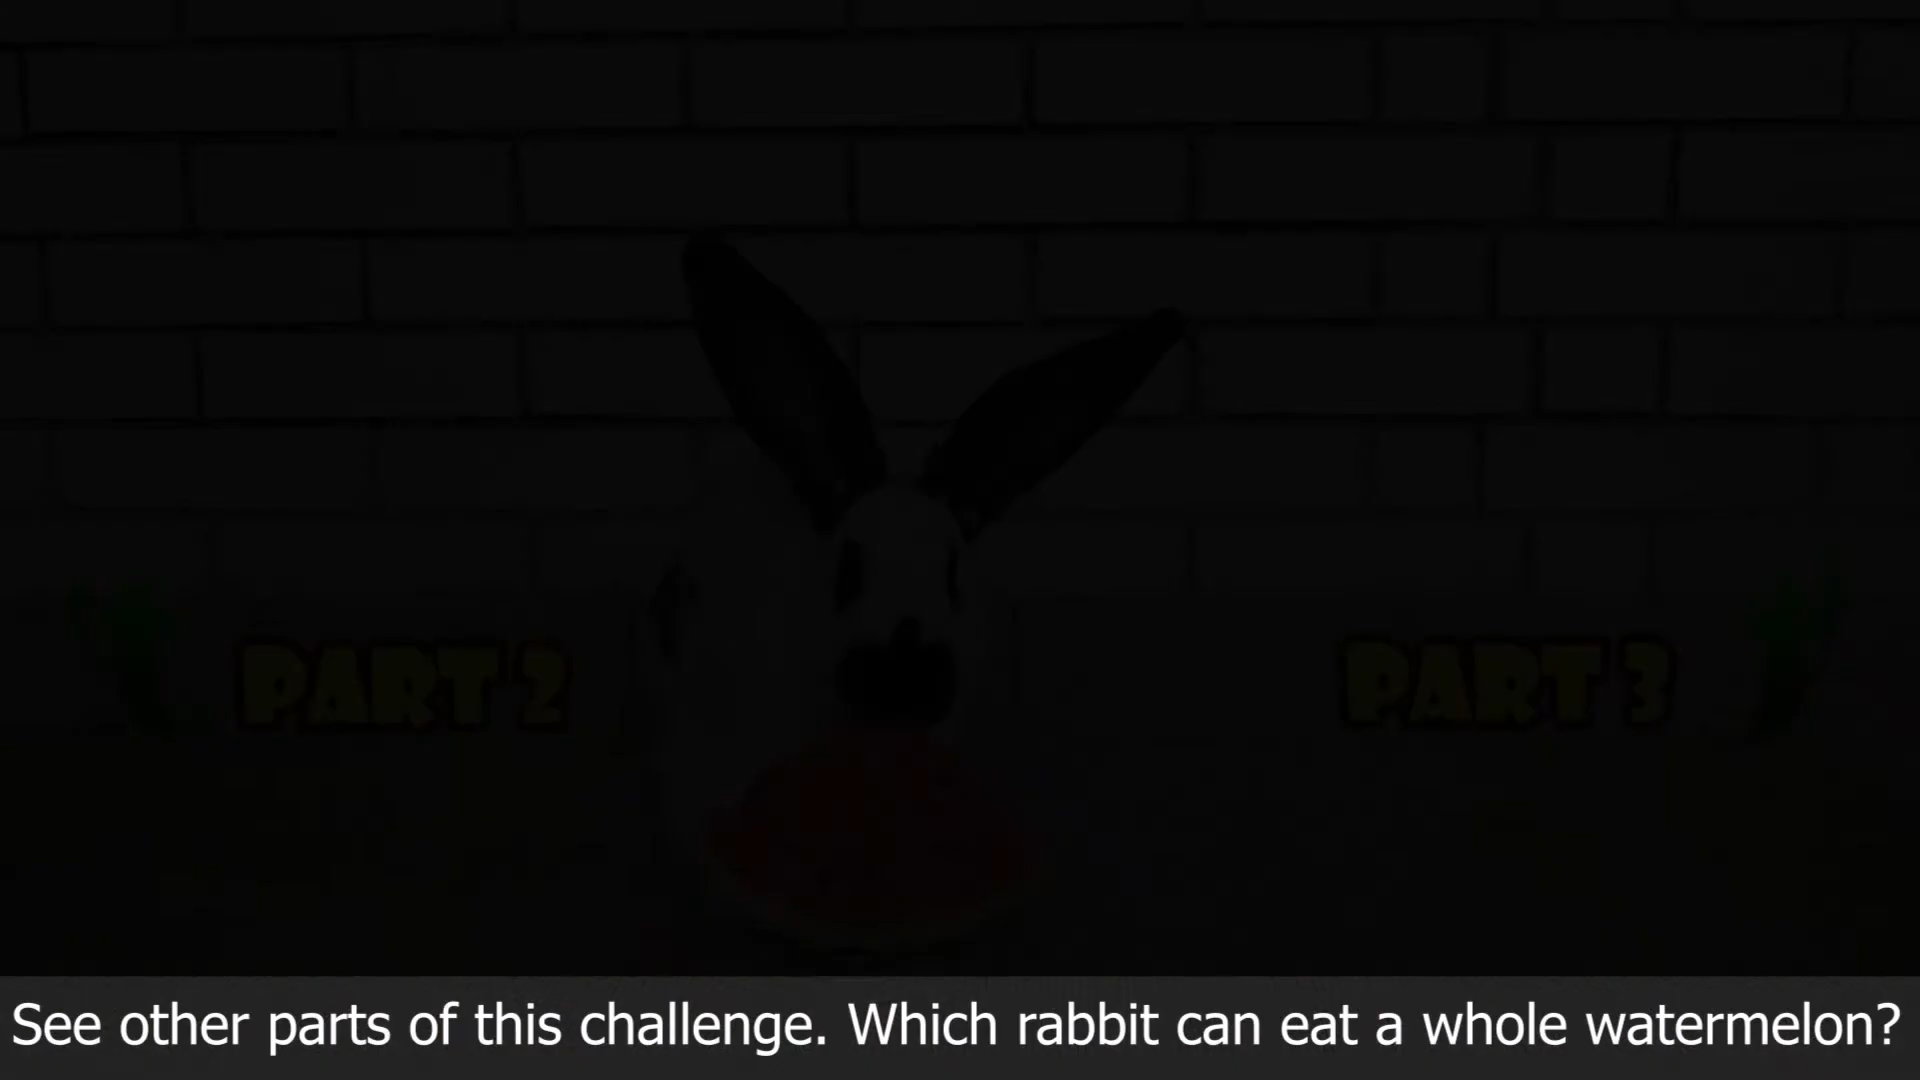 PART 2
PART 3
See other parts of this challenge. Which rabbit can eat a whole watermelon?